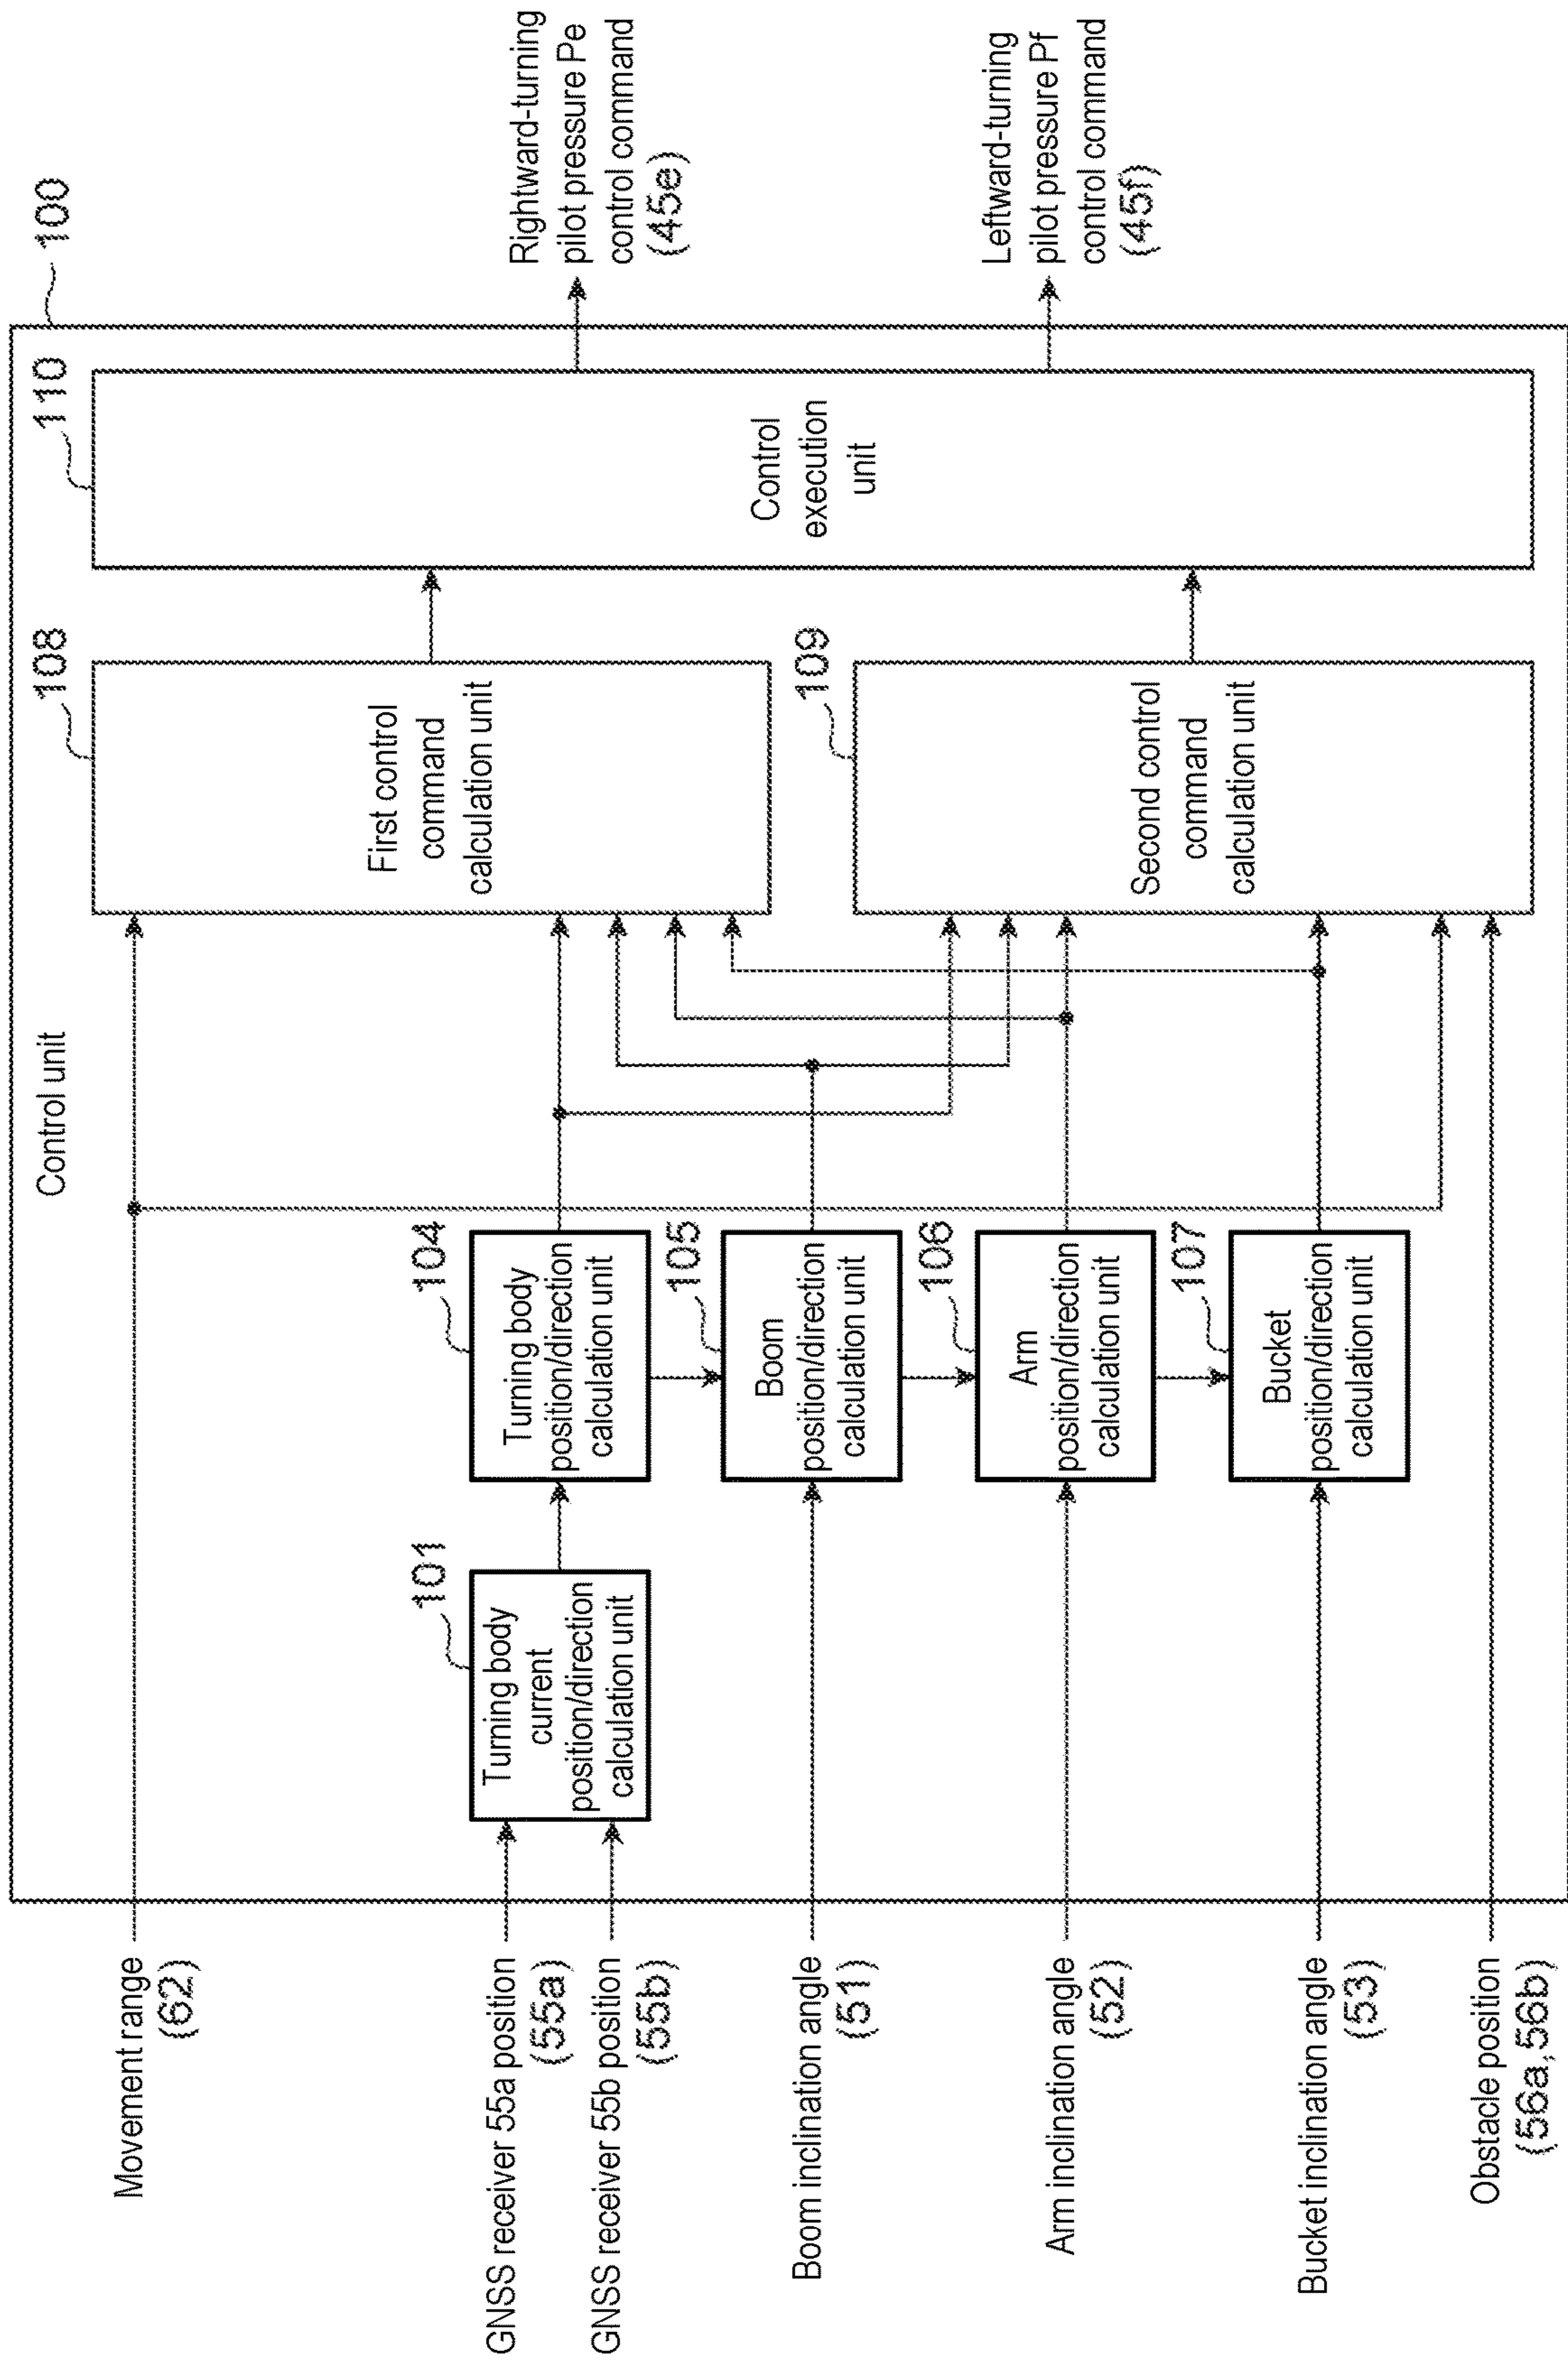 100
Control unit
Movement range
(62)
GNSS receiver 55a position
(55a)
GNSS receiver 55b position
(55b)
Boom inclination angle
(51)
Arm inclination angle
(52)
Bucket inclination angle
(53)
Obstacle position
(56a,56b)
101
Turning body
current
position/direction
calculation unit
104
Turning body
position/direction
calculation unit
105
Boom
position/direction
calculation unit
106
Arm
position/direction
calculation unit
107
Bucket
position/direction
calculation unit
108
First control
command
calculation unit
109
Second control
command
calculation unit
110
Control
execution
unit
Rightward-turning
pilot pressure Pe
control command
(45e)
Leftward-turning
pilot pressure Pf
control command
(45f)